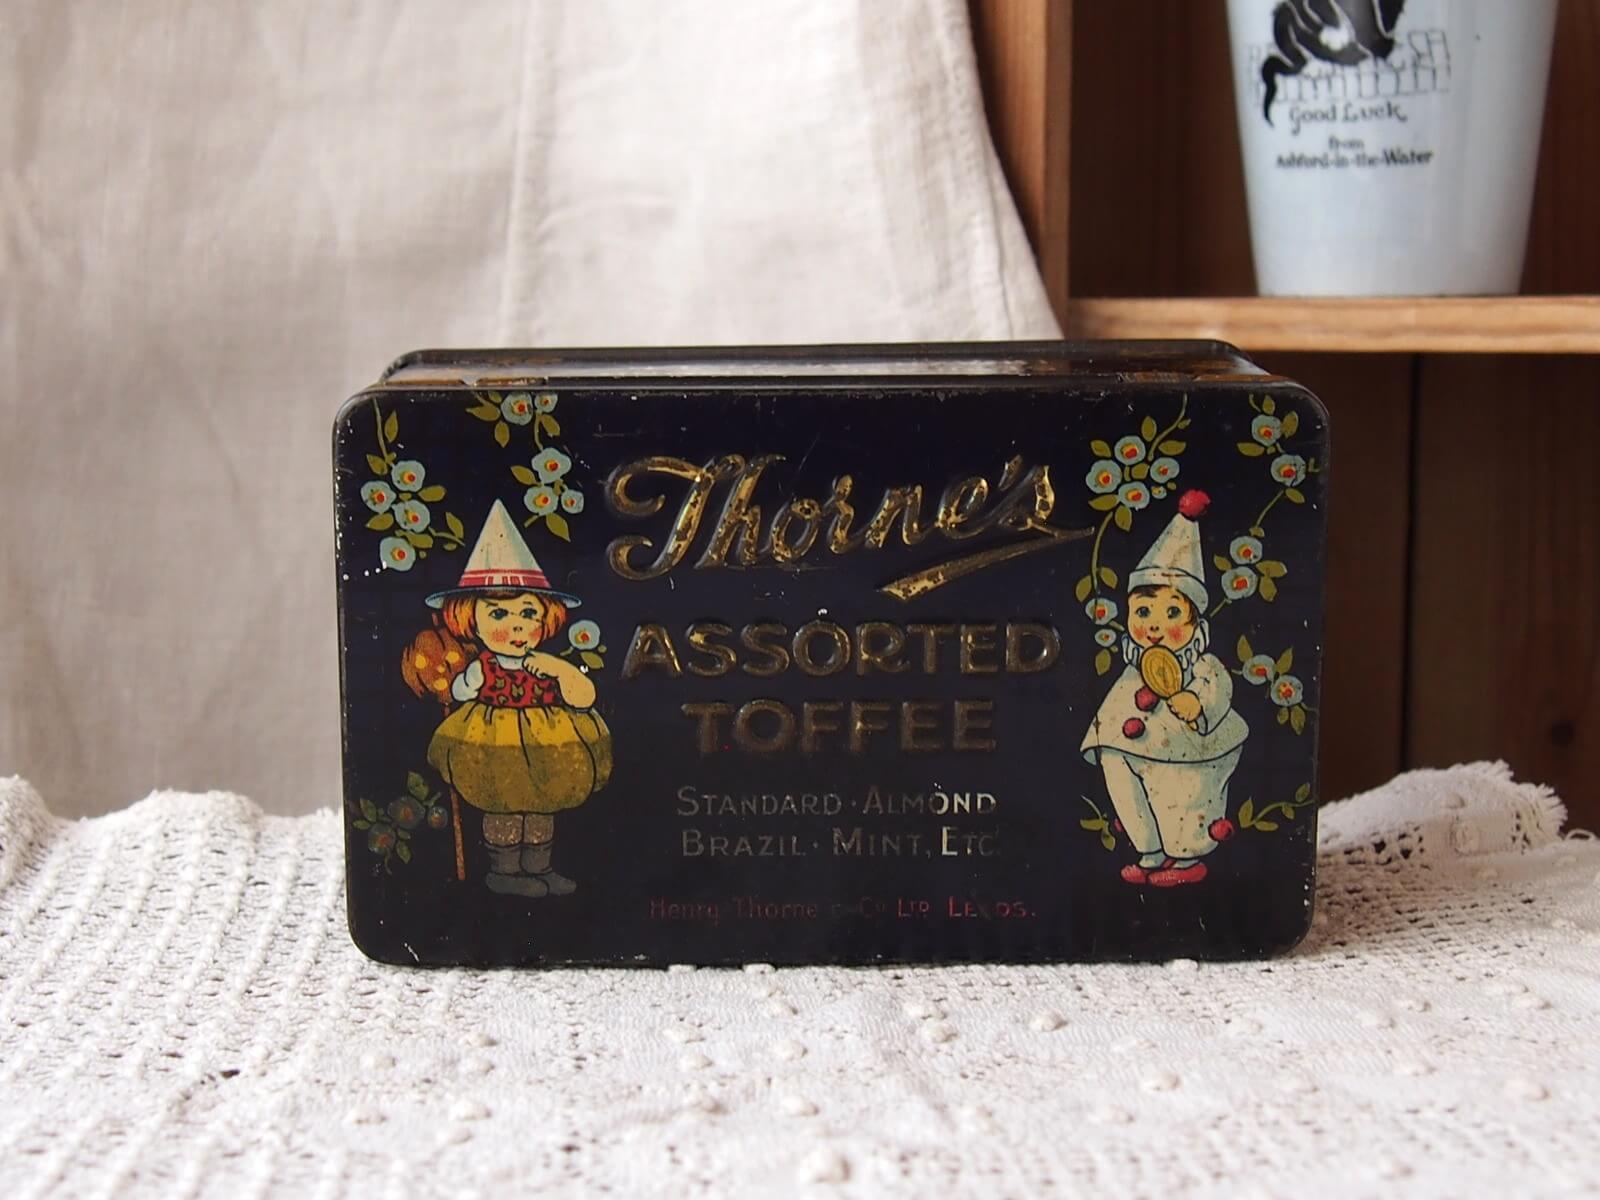 Good Luck
from
Ashford-in-the-Water
Thorne's
ASSORTED
TOFFEE
STANDARD · ALMOND
BRAZIL · MINT, ETC.
Henry Thorne & Co LTD LEEDS.